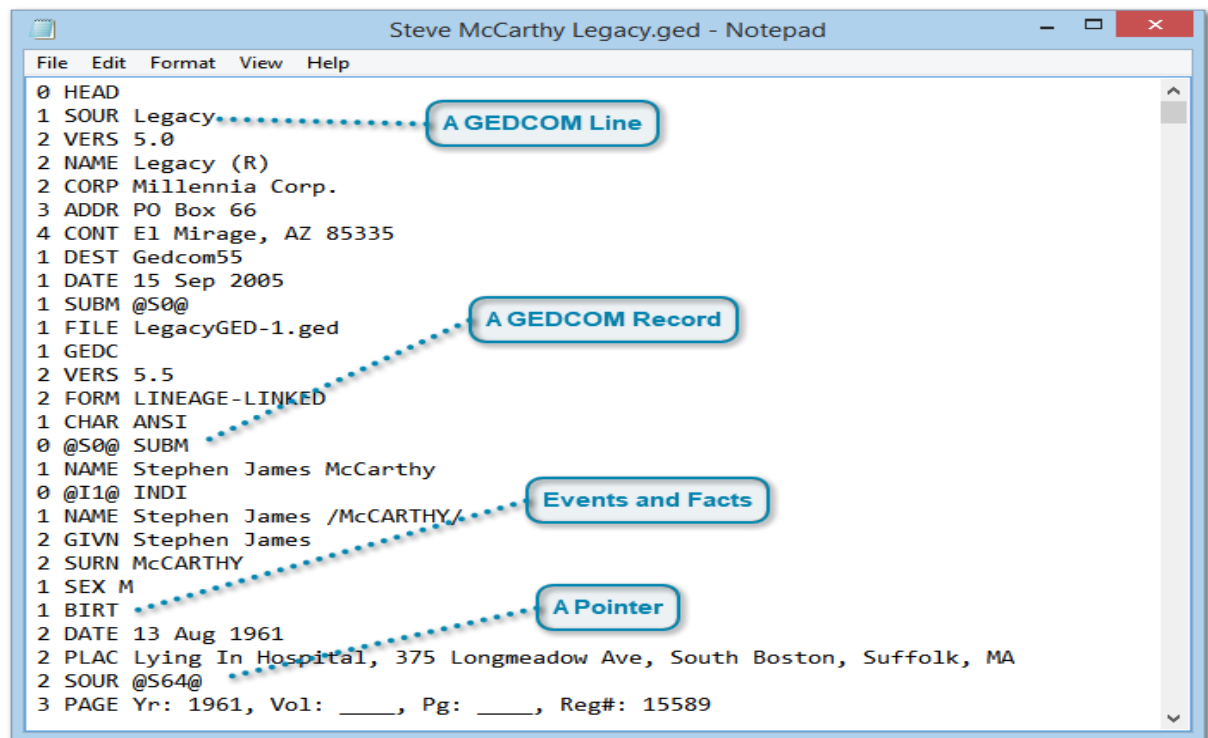 Steve McCarthy Legacy.ged - Notepad
File Edit Format View Help
0 HEAD
1 SOUR Legacy
A GEDCOM Line
2 VERS 5.0
2 NAME Legacy (R)
2 CORP Millennia Corp.
3 ADDR PO Box 66
4 CONT El Mirage, AZ 85335
1 DEST Gedcom55
1 DATE 15 Sep 2005
1 SUBM @S0@
1 FILE LegacyGED-1.ged
A GEDCOM Record
1 GEDC
2 VERS 5.5
2 FORM LINEAGE-LINKED
1 CHAR ANSI
0 @S0@ SUBM
1 NAME Stephen James McCarthy
0 @I1@ INDI
Events and Facts
1 NAME Stephen James /McCARTHY/
2 GIVN Stephen James
2 SURN McCARTHY
1 SEX M
1 BIRT
A Pointer
2 DATE 13 Aug 1961
2 PLAC Lying In Hospital, 375 Longmeadow Ave, South Boston, Suffolk, MA
2 SOUR @S64@
3 PAGE Yr: 1961, Vol: ____, Pg: ____, Reg#: 15589